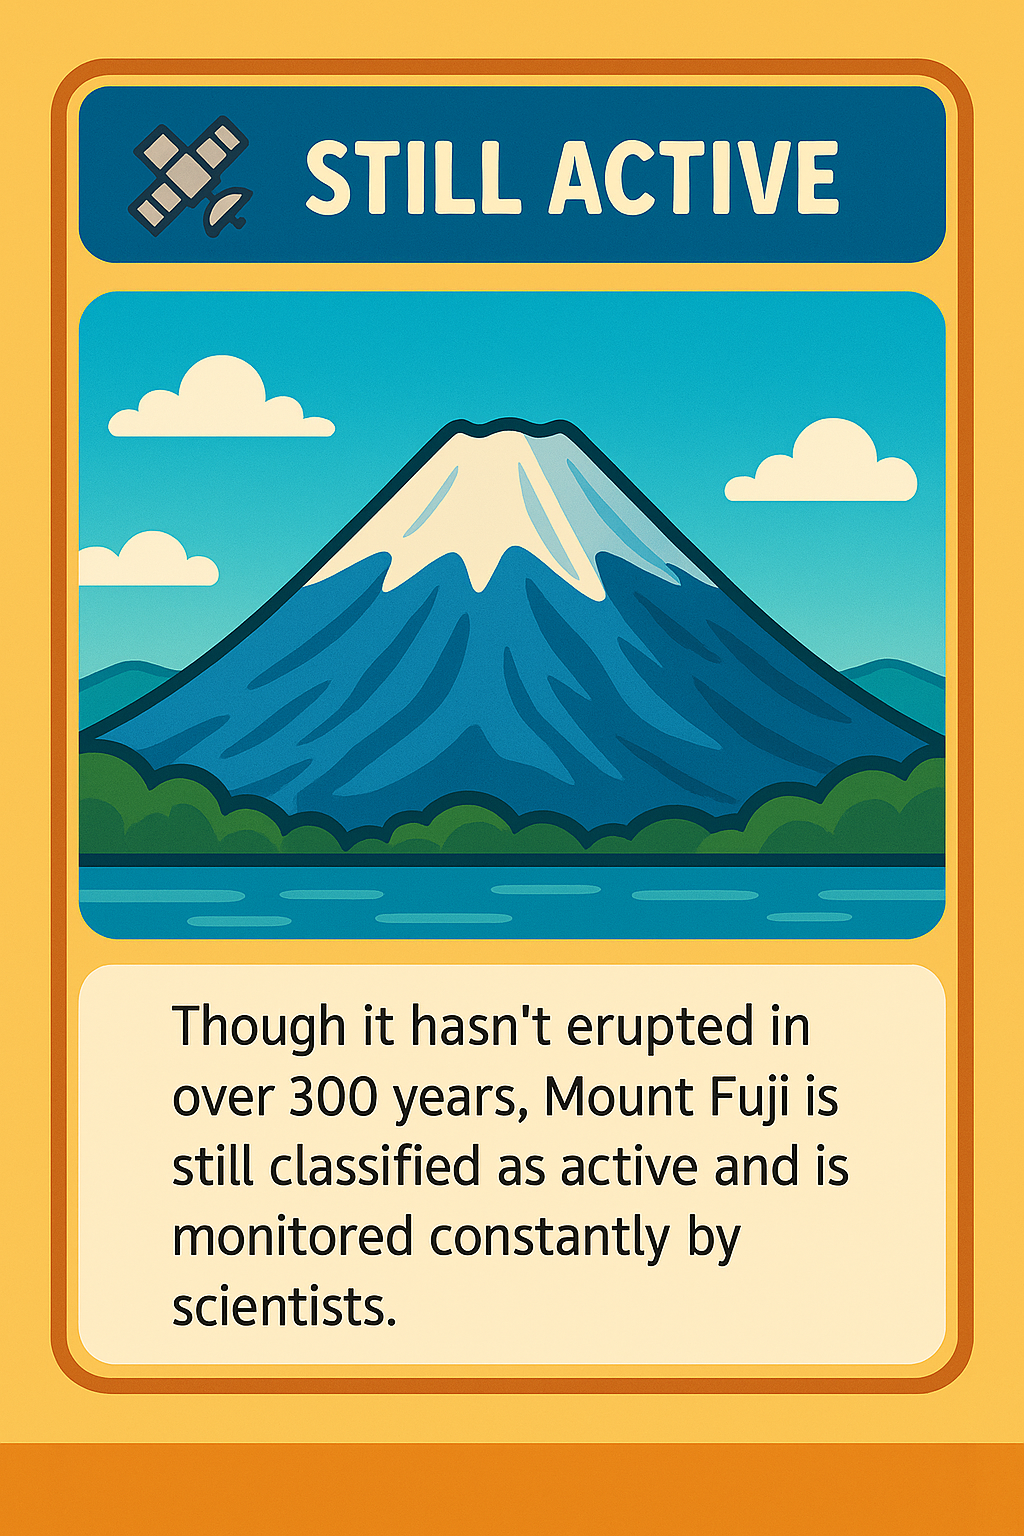 STILL ACTIVE
Though it hasn't erupted in
over 300 years, Mount Fuji is
still classified as active and is
monitored constantly by
scientists.